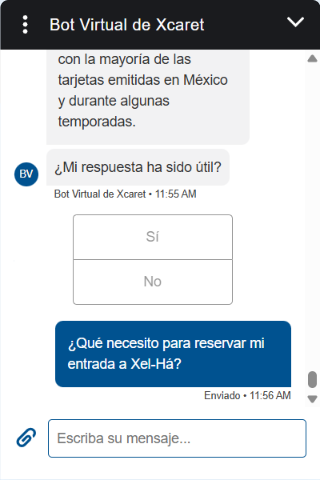 Bot Virtual de Xcaret
con la mayoría de las
tarjetas emitidas en México
y durante algunas
temporadas.
BV
¿Mi respuesta ha sido útil?
Bot Virtual de Xcaret • 11:55 AM
Sí
No
¿Qué necesito para reservar mi
entrada a Xel-Há?
Enviado • 11:56 AM
Escriba su mensaje...